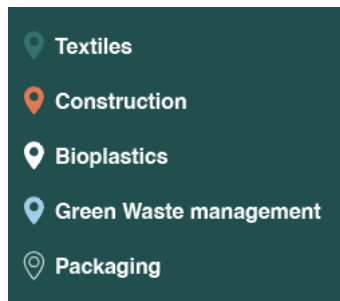 Textiles
Construction
Bioplastics
Green Waste management
Packaging